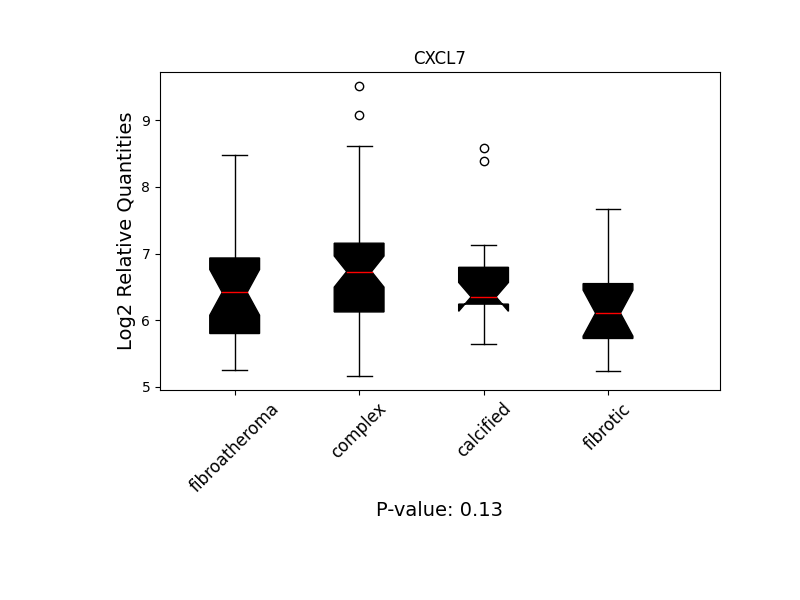 CXCL7
Log2 Relative Quantities
9
8
7
6
5
fibroatheroma
complex
calcified
fibrotic
P-value: 0.13